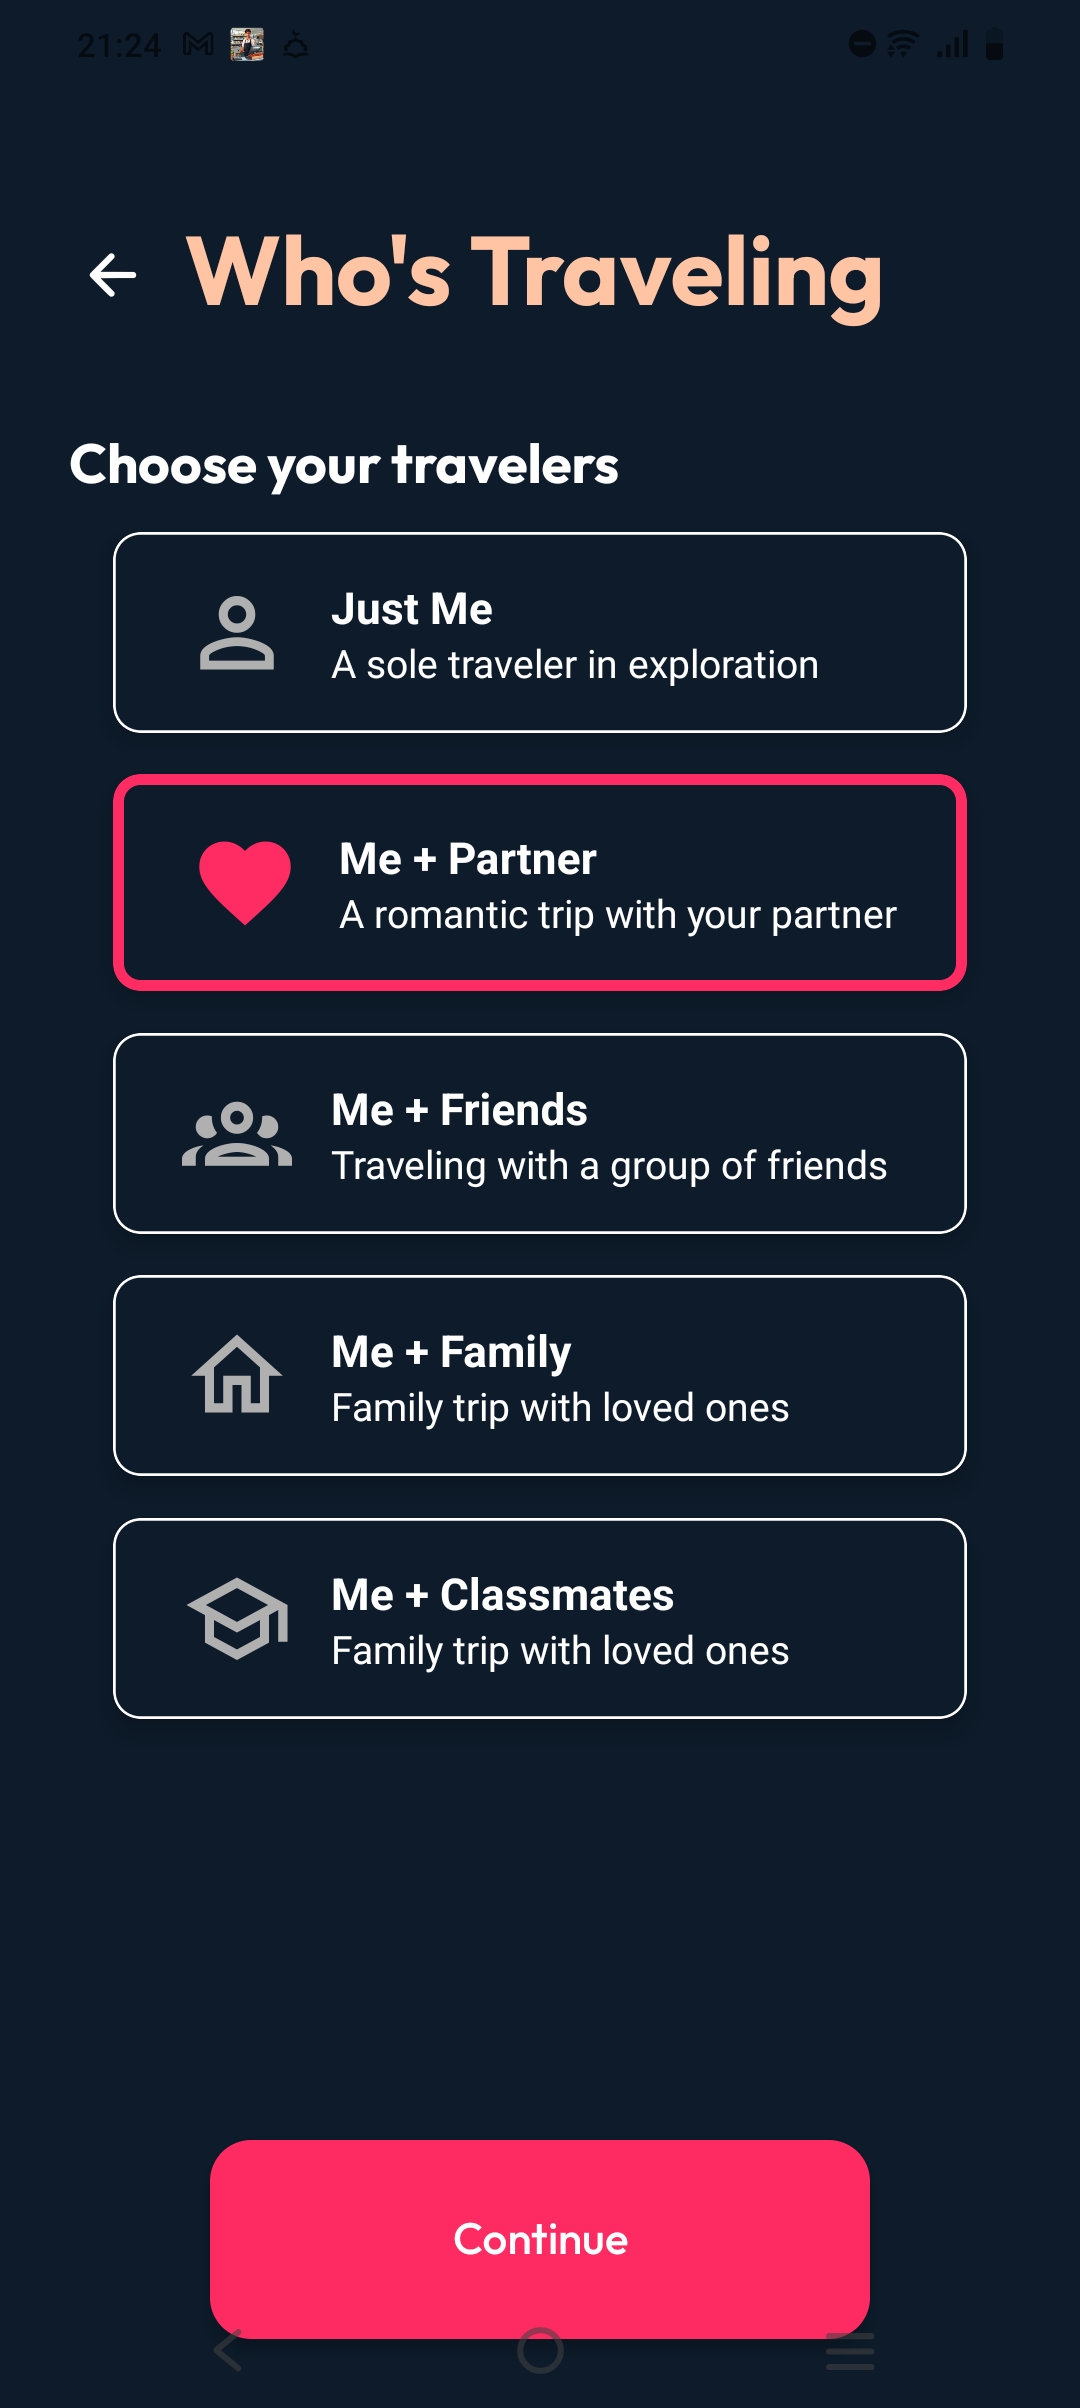 21:24
Who's Traveling
Choose your travelers
Just Me
A sole traveler in exploration
Me + Partner
A romantic trip with your partner
Me + Friends
Traveling with a group of friends
Me + Family
Family trip with loved ones
Me + Classmates
Family trip with loved ones
Continue